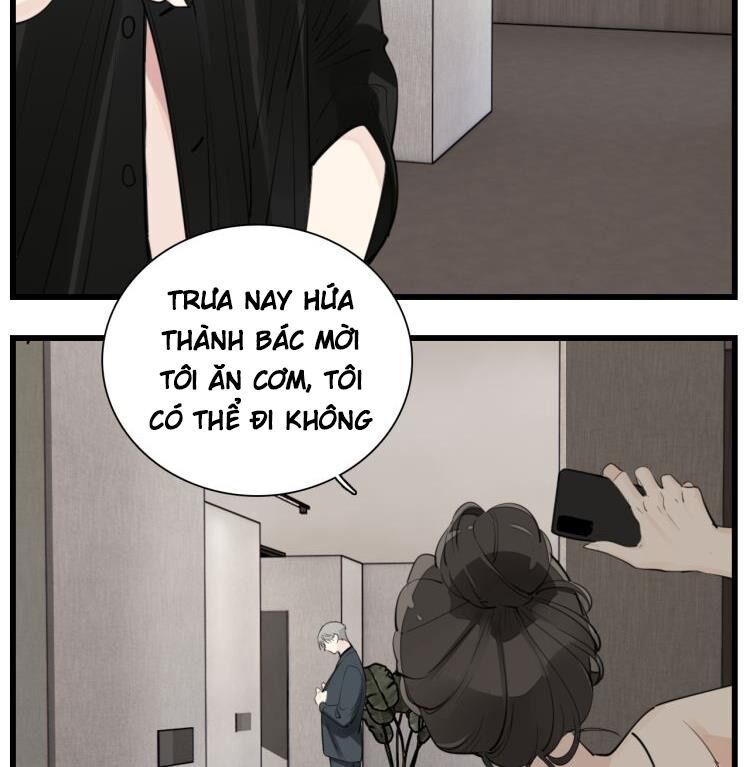 TRƯA NAY HỨA
THÀNH BÁC MỜI
TÔI ĂN CƠM, TÔI
CÓ THỂ ĐI KHÔNG